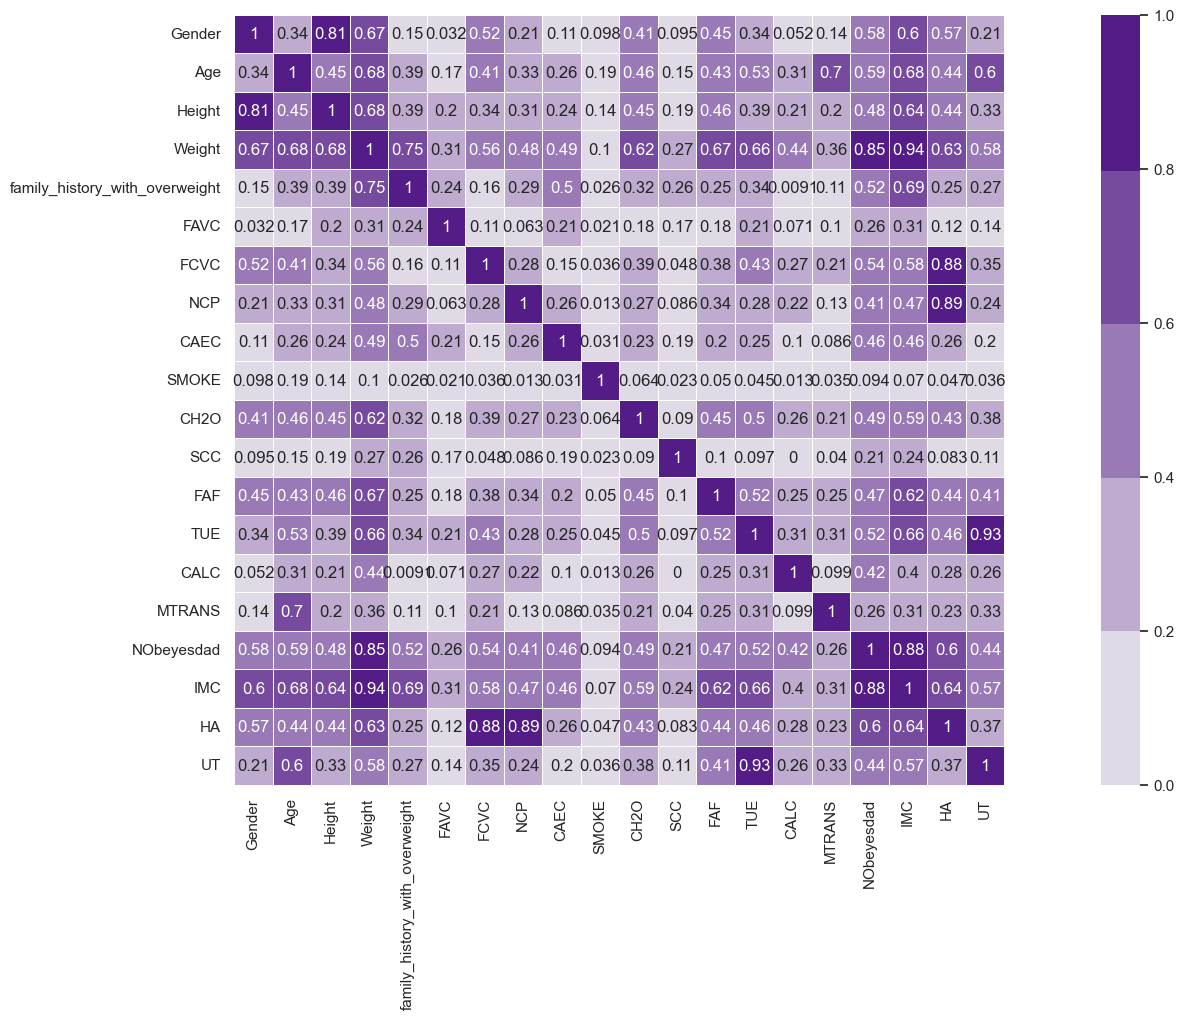 Gender 1 0.34 0.81 0.67 0.15 0.032 0.52 0.21 0.11 0.098 0.41 0.095 0.45 0.34 0.052 0.14 0.58 0.6 0.57 0.21
Age 0.34 1 0.45 0.68 0.39 0.17 0.41 0.33 0.26 0.19 0.46 0.15 0.43 0.53 0.31 0.7 0.59 0.68 0.44 0.6
Height 0.81 0.45 1 0.68 0.39 0.2 0.34 0.31 0.24 0.14 0.45 0.19 0.46 0.39 0.21 0.2 0.48 0.64 0.44 0.33
Weight 0.67 0.68 0.68 1 0.75 0.31 0.56 0.48 0.49 0.1 0.62 0.27 0.67 0.66 0.44 0.36 0.85 0.94 0.63 0.58
family_history_with_overweight 0.15 0.39 0.39 0.75 1 0.24 0.16 0.29 0.5 0.026 0.32 0.26 0.25 0.34 0.0091 0.11 0.52 0.69 0.25 0.27
FAVC 0.032 0.17 0.2 0.31 0.24 1 0.11 0.063 0.21 0.021 0.18 0.17 0.18 0.21 0.071 0.1 0.26 0.31 0.12 0.14
FCVC 0.52 0.41 0.34 0.56 0.16 0.11 1 0.28 0.15 0.036 0.39 0.048 0.38 0.43 0.27 0.21 0.54 0.58 0.88 0.35
NCP 0.21 0.33 0.31 0.48 0.29 0.063 0.28 1 0.26 0.013 0.27 0.086 0.34 0.28 0.22 0.13 0.41 0.47 0.89 0.24
CAEC 0.11 0.26 0.24 0.49 0.5 0.21 0.15 0.26 1 0.031 0.23 0.19 0.2 0.25 0.1 0.086 0.46 0.46 0.26 0.2
SMOKE 0.098 0.19 0.14 0.1 0.026 0.021 0.036 0.013 0.031 1 0.064 0.023 0.05 0.045 0.013 0.035 0.094 0.07 0.047 0.036
CH2O 0.41 0.46 0.45 0.62 0.32 0.18 0.39 0.27 0.23 0.064 1 0.09 0.45 0.5 0.26 0.21 0.49 0.59 0.43 0.38
SCC 0.095 0.15 0.19 0.27 0.26 0.17 0.048 0.086 0.19 0.023 0.09 1 0.1 0.097 0 0.04 0.21 0.24 0.083 0.11
FAF 0.45 0.43 0.46 0.67 0.25 0.18 0.38 0.34 0.2 0.05 0.45 0.1 1 0.52 0.25 0.25 0.47 0.62 0.44 0.41
TUE 0.34 0.53 0.39 0.66 0.34 0.21 0.43 0.28 0.25 0.045 0.5 0.097 0.52 1 0.31 0.31 0.52 0.66 0.46 0.93
CALC 0.052 0.31 0.21 0.44 0.0091 0.071 0.27 0.22 0.1 0.013 0.26 0 0.25 0.31 1 0.099 0.42 0.4 0.28 0.26
MTRANS 0.14 0.7 0.2 0.36 0.11 0.1 0.21 0.13 0.086 0.035 0.21 0.04 0.25 0.31 0.099 1 0.26 0.31 0.23 0.33
NObeyesdad 0.58 0.59 0.48 0.85 0.52 0.26 0.54 0.41 0.46 0.094 0.49 0.21 0.47 0.52 0.42 0.26 1 0.88 0.6 0.44
IMC 0.6 0.68 0.64 0.94 0.69 0.31 0.58 0.47 0.46 0.07 0.59 0.24 0.62 0.66 0.4 0.31 0.88 1 0.64 0.57
HA 0.57 0.44 0.44 0.63 0.25 0.12 0.88 0.89 0.26 0.047 0.43 0.083 0.44 0.46 0.28 0.23 0.6 0.64 1 0.37
UT 0.21 0.6 0.33 0.58 0.27 0.14 0.35 0.24 0.2 0.036 0.38 0.11 0.41 0.93 0.26 0.33 0.44 0.57 0.37 1
Gender
Age
Height
Weight
family_history_with_overweight
FAVC
FCVC
NCP
CAEC
SMOKE
CH2O
SCC
FAF
TUE
CALC
MTRANS
NObeyesdad
IMC
HA
UT
1.0
0.8
0.6
0.4
0.2
0.0